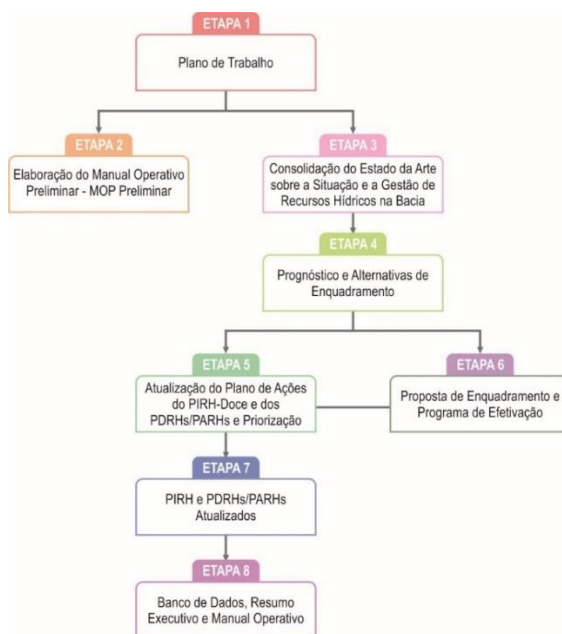 ETAPA 1
Plano de Trabalho
ETAPA 2
Elaboração do Manual Operativo
Preliminar - MOP Preliminar
ETAPA 3
Consolidação do Estado da Arte
sobre a Situação e a Gestão de
Recursos Hídricos na Bacia
ETAPA 4
Prognóstico e Alternativas de
Enquadramento
ETAPA 5
Atualização do Plano de Ações
do PIRH-Doce e dos
PDRHs/PARHs e Priorização
ETAPA 6
Proposta de Enquadramento e
Programa de Efetivação
ETAPA 7
PIRH e PDRHs/PARHs
Atualizados
ETAPA 8
Banco de Dados, Resumo
Executivo e Manual Operativo